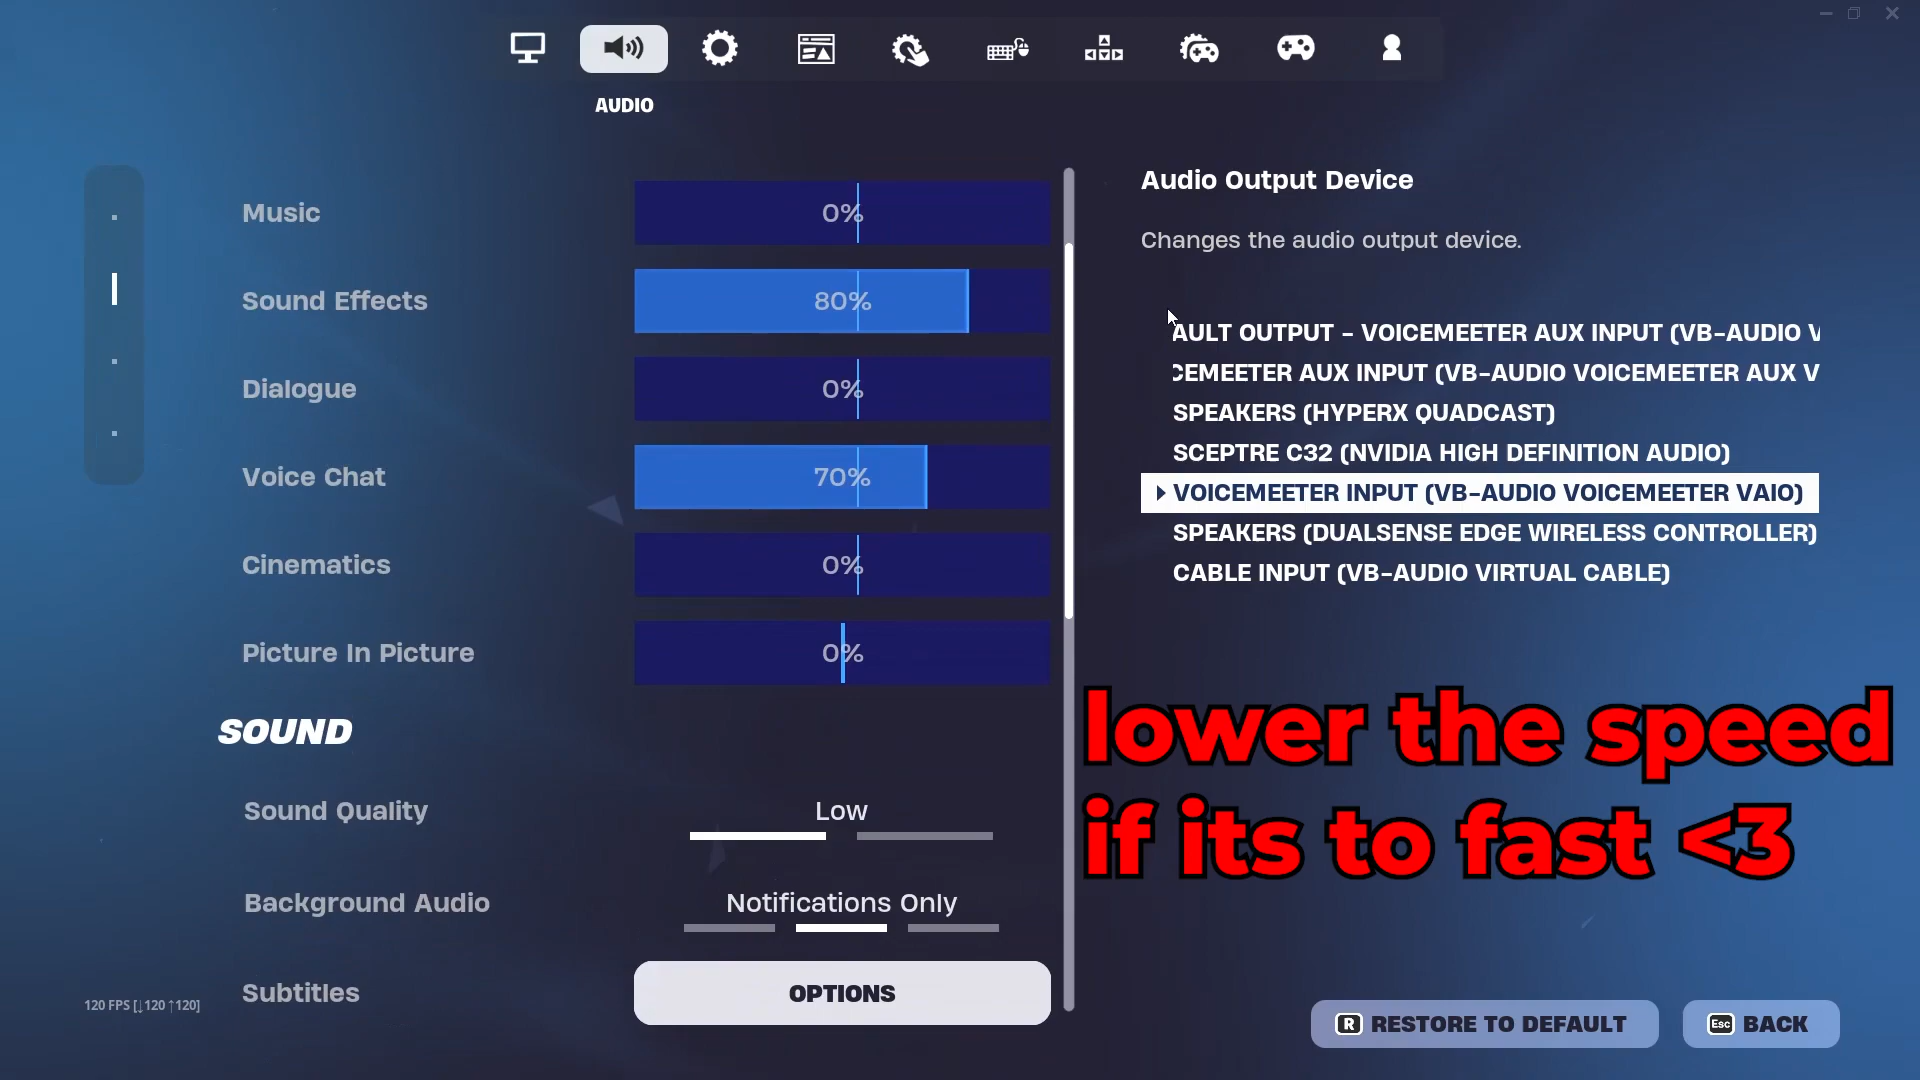 AUDIO
Music
0%
Sound Effects
80%
Dialogue
0%
Voice Chat
70%
Cinematics
0%
Picture In Picture
0%
SOUND
Sound Quality
Low
Background Audio
Notifications Only
Subtitles
OPTIONS
120 FPS [↓120 ↑120]
Audio Output Device
Changes the audio output device.
AULT OUTPUT - VOICEMEETER AUX INPUT (VB-AUDIO V
CEMEETER AUX INPUT (VB-AUDIO VOICEMEETER AUX V
SPEAKERS (HYPERX QUADCAST)
SCEPTRE C32 (NVIDIA HIGH DEFINITION AUDIO)
VOICEMEETER INPUT (VB-AUDIO VOICEMEETER VAIO)
SPEAKERS (DUALSENSE EDGE WIRELESS CONTROLLER)
CABLE INPUT (VB-AUDIO VIRTUAL CABLE)
lower the speed
if its to fast <3
R RESTORE TO DEFAULT
Esc BACK